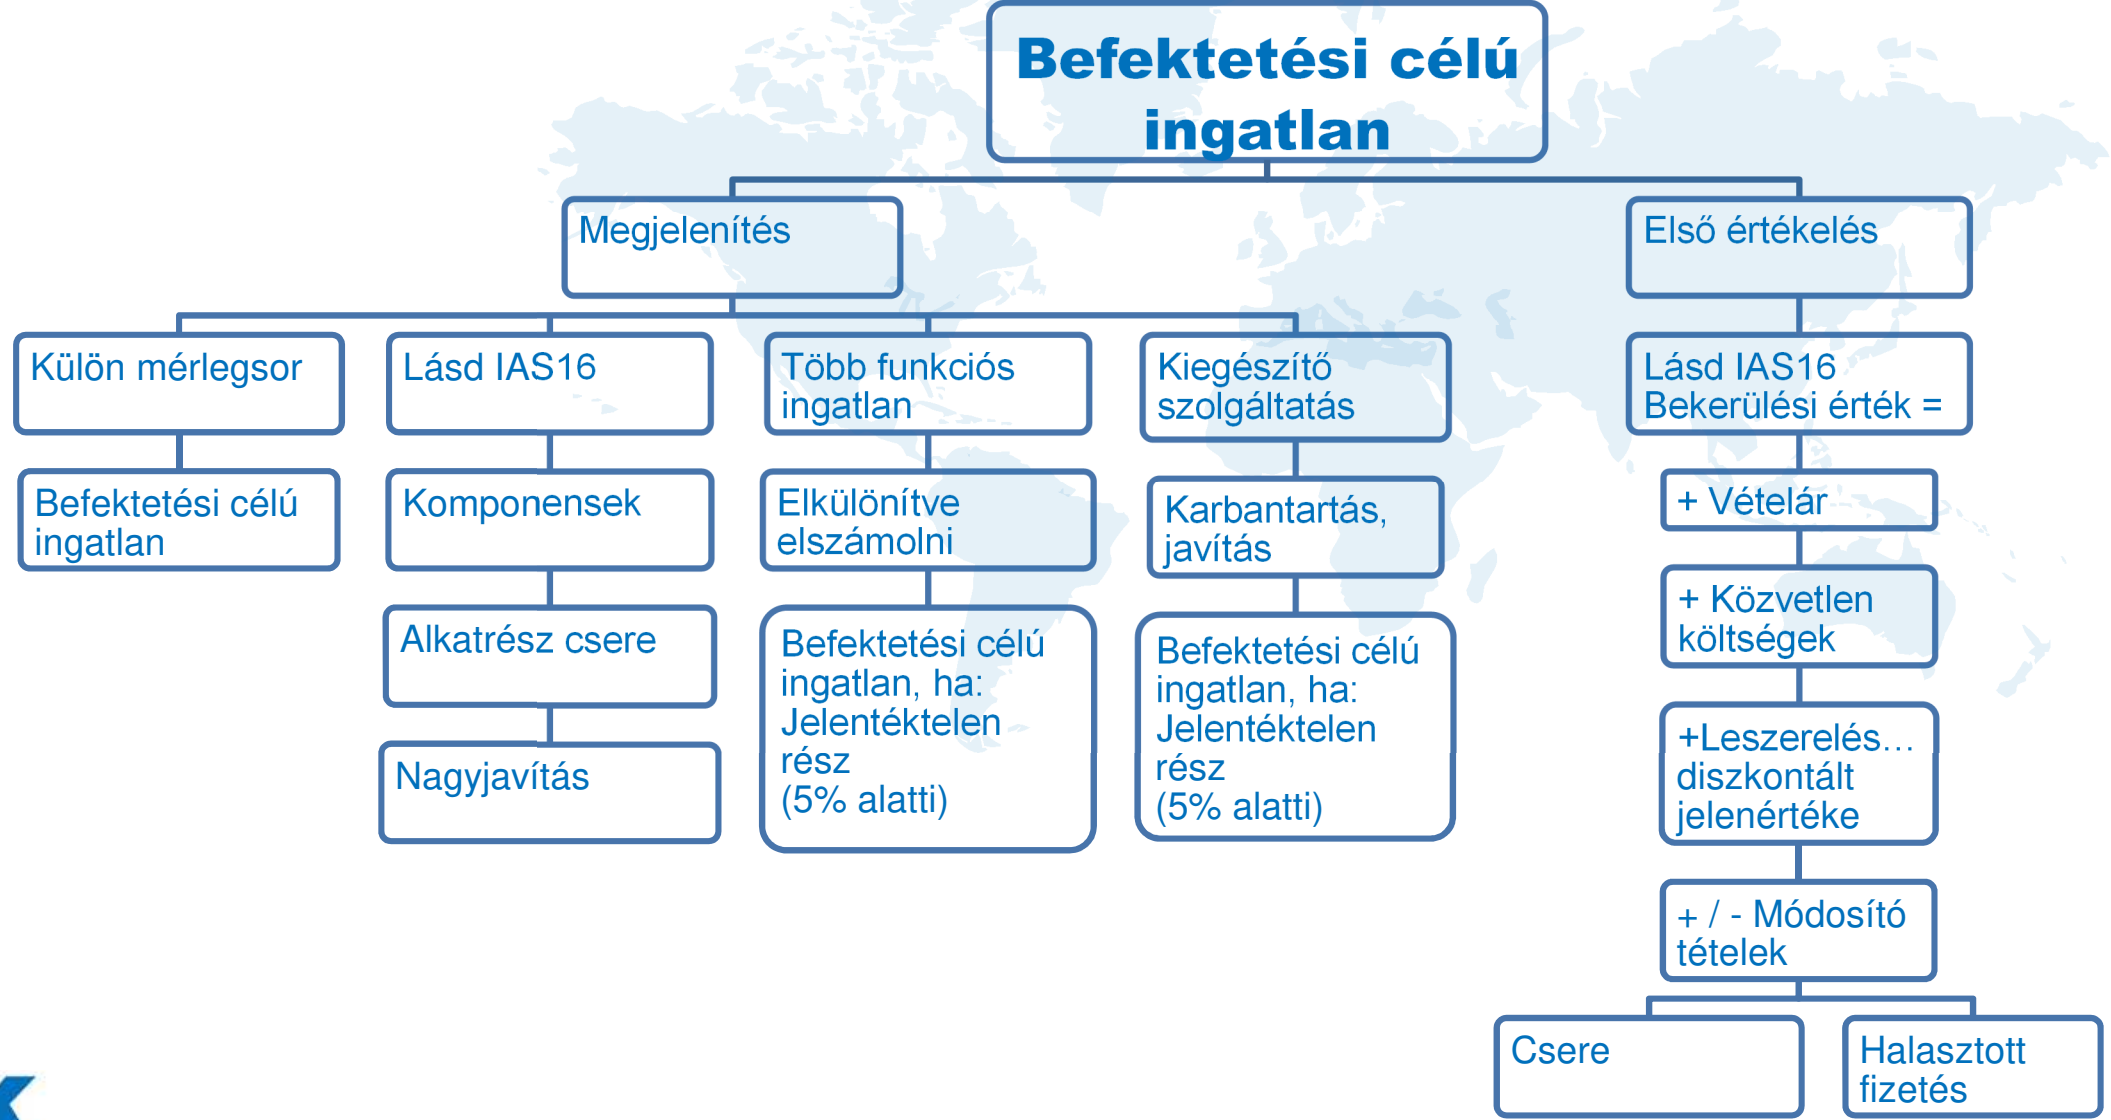 Befektetési célú
ingatlan
Megjelenítés
Első értékelés
Külön mérlegsor
Lásd IAS16
Több funkciós
ingatlan
Kiegészítő
szolgáltatás
Lásd IAS16
Bekerülési érték =
Befektetési célú
ingatlan
Komponensek
Elkülönítve
elszámolni
Karbantartás,
javítás
+ Vételár
Alkatrész csere
Befektetési célú
ingatlan, ha:
Jelentéktelen
rész
(5% alatti)
Befektetési célú
ingatlan, ha:
Jelentéktelen
rész
(5% alatti)
+ Közvetlen
költségek
Nagyjavítás
+Leszerelés…
diszkontált
jelenértéke
+ / - Módosító
tételek
Csere
Halasztott
fizetés